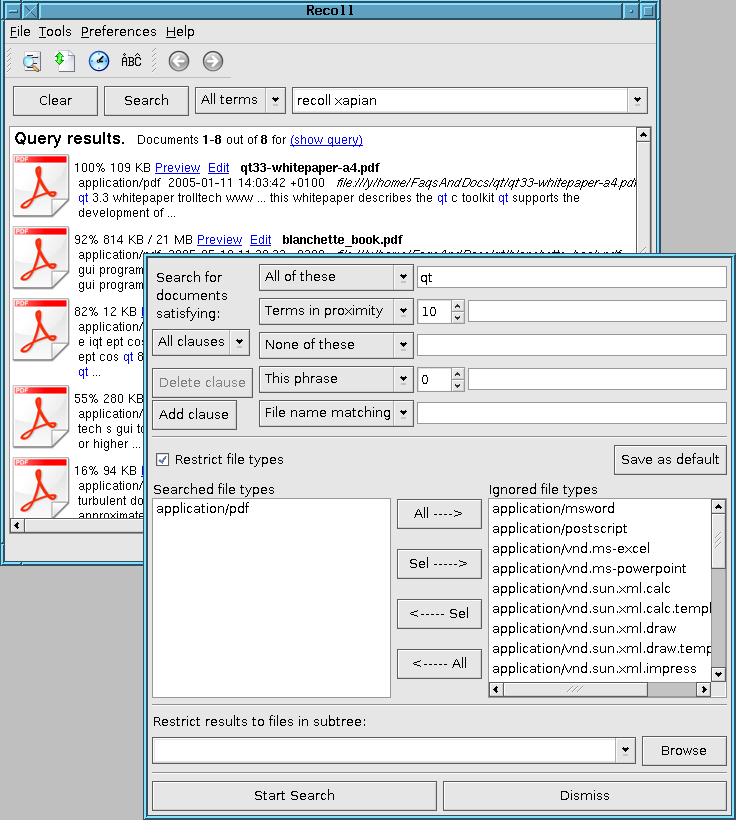 Recoll
File Tools Preferences Help
ÀBĈ
Clear Search All terms recoll xapian
Query results. Documents 1-8 out of 8 for (show query)
PDF
100% 109 KB Preview Edit qt33-whitepaper-a4.pdf
application/pdf 2005-01-11 14:03:42 +0100 file:///y/home/FaqsAndDocs/qt/qt33-whitepaper-a4.pdf
qt 3.3 whitepaper trolltech www ... this whitepaper describes the qt c toolkit qt supports the
development of ...
PDF
92% 814 KB / 21 MB Preview Edit blanchette_book.pdf
application/
gui program
gui program
PDF
82% 12 KB
application/
e iqt ept cos
ept cos qt 8
qt ...
PDF
55% 280 KB
application/
tech s gui to
or higher ...
PDF
16% 94 KB
application/
turbulent do
approximate
Search for
documents
satisfying:
All clauses
Delete clause
Add clause
All of these qt
Terms in proximity 10
None of these
This phrase 0
File name matching
Restrict file types
Save as default
Searched file types
application/pdf
All ---->
Sel ----->
<----- Sel
<----- All
Ignored file types
application/msword
application/postscript
application/vnd.ms-excel
application/vnd.ms-powerpoint
application/vnd.sun.xml.calc
application/vnd.sun.xml.calc.templ
application/vnd.sun.xml.draw
application/vnd.sun.xml.draw.temp
application/vnd.sun.xml.impress
Restrict results to files in subtree:
Browse
Start Search Dismiss